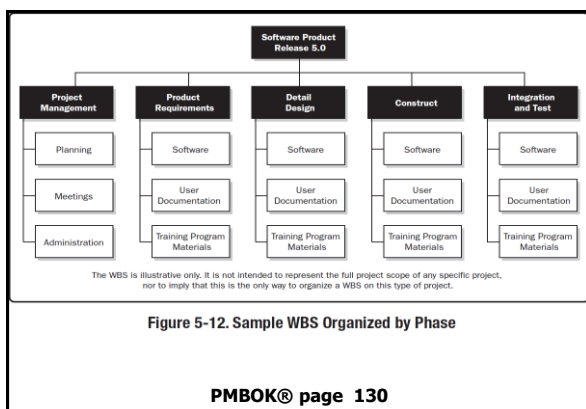 Software Product
Release 5.0
Project
Management
Product
Requirements
Detail
Design
Construct
Integration
and Test
Planning
Software
Software
Software
Software
Meetings
User
Documentation
User
Documentation
User
Documentation
User
Documentation
Administration
Training Program
Materials
Training Program
Materials
Training Program
Materials
Training Program
Materials
The WBS is illustrative only. It is not intended to represent the full project scope of any specific project,
nor to imply that this is the only way to organize a WBS on this type of project.
Figure 5-12. Sample WBS Organized by Phase
PMBOK® page 130